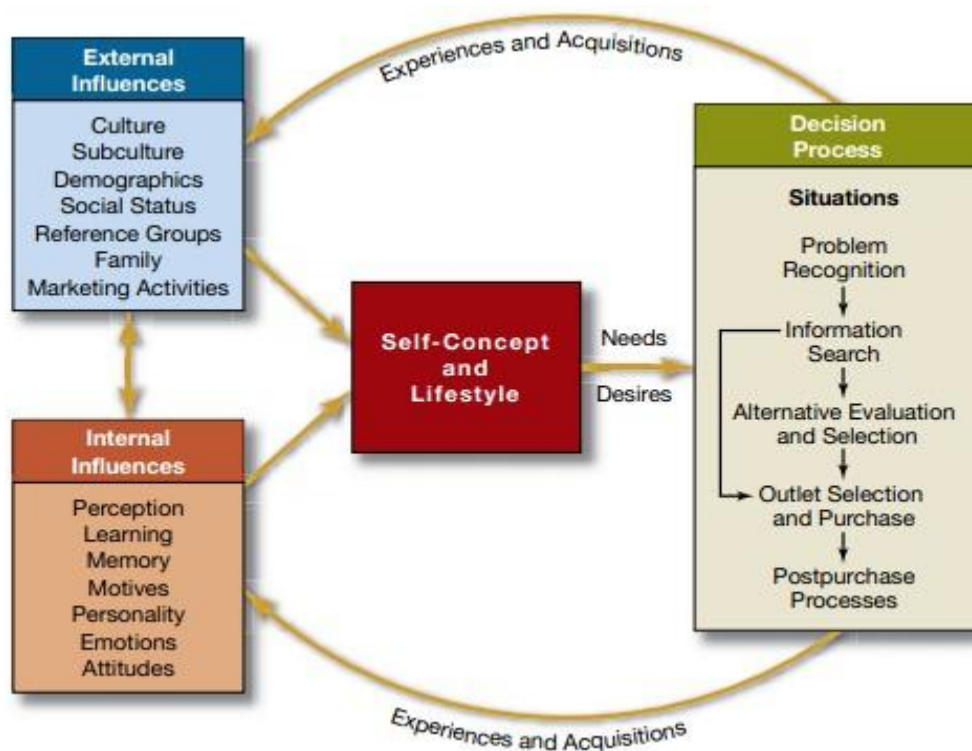 External
Influences
Culture
Subculture
Demographics
Social Status
Reference Groups
Family
Marketing Activities
Internal
Influences
Perception
Learning
Memory
Motives
Personality
Emotions
Attitudes
Experiences and Acquisitions
Self-Concept
and
Lifestyle
Needs
Desires
Experiences and Acquisitions
Decision
Process
Situations
Problem
Recognition
Information
Search
Alternative Evaluation
and Selection
Outlet Selection
and Purchase
Postpurchase
Processes